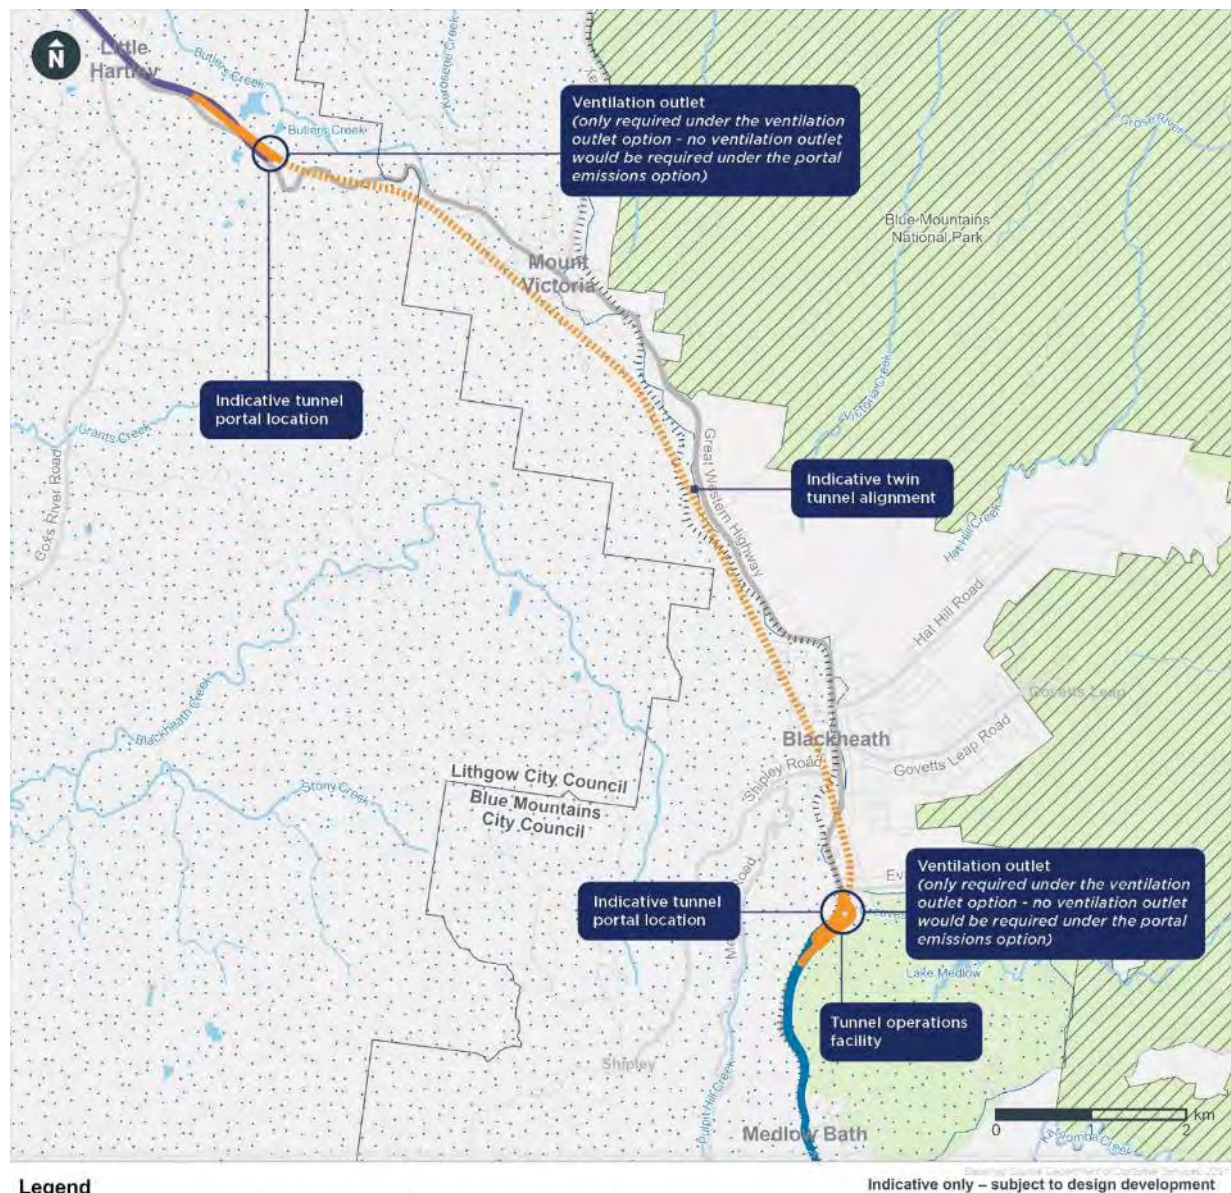 N
Little
Hartley
Butlers Creek
Kerosene Creek
Butlers Creek
Ventilation outlet
(only required under the ventilation
outlet option - no ventilation outlet
would be required under the portal
emissions option)
Grose River
Blue Mountains
National Park
Mount
Victoria
Indicative tunnel
portal location
Grants Creek
Coxs River Road
Victoria Creek
Great Western Highway
Indicative twin
tunnel alignment
Hat Hill Creek
Hat Hill Road
Blackheath Creek
Govetts Leap
Blackheath
Govetts Leap Road
Shipley Road
Stony Creek
Lithgow City Council
Blue Mountains
City Council
Indicative tunnel
portal location
Road
Ventilation outlet
(only required under the ventilation
outlet option - no ventilation outlet
would be required under the portal
emissions option)
Lake Medlow
Tunnel operations
facility
Shipley
Pulpit Hill Creek
Medlow Bath
km
0
1
2
Legend
Indicative only – subject to design development